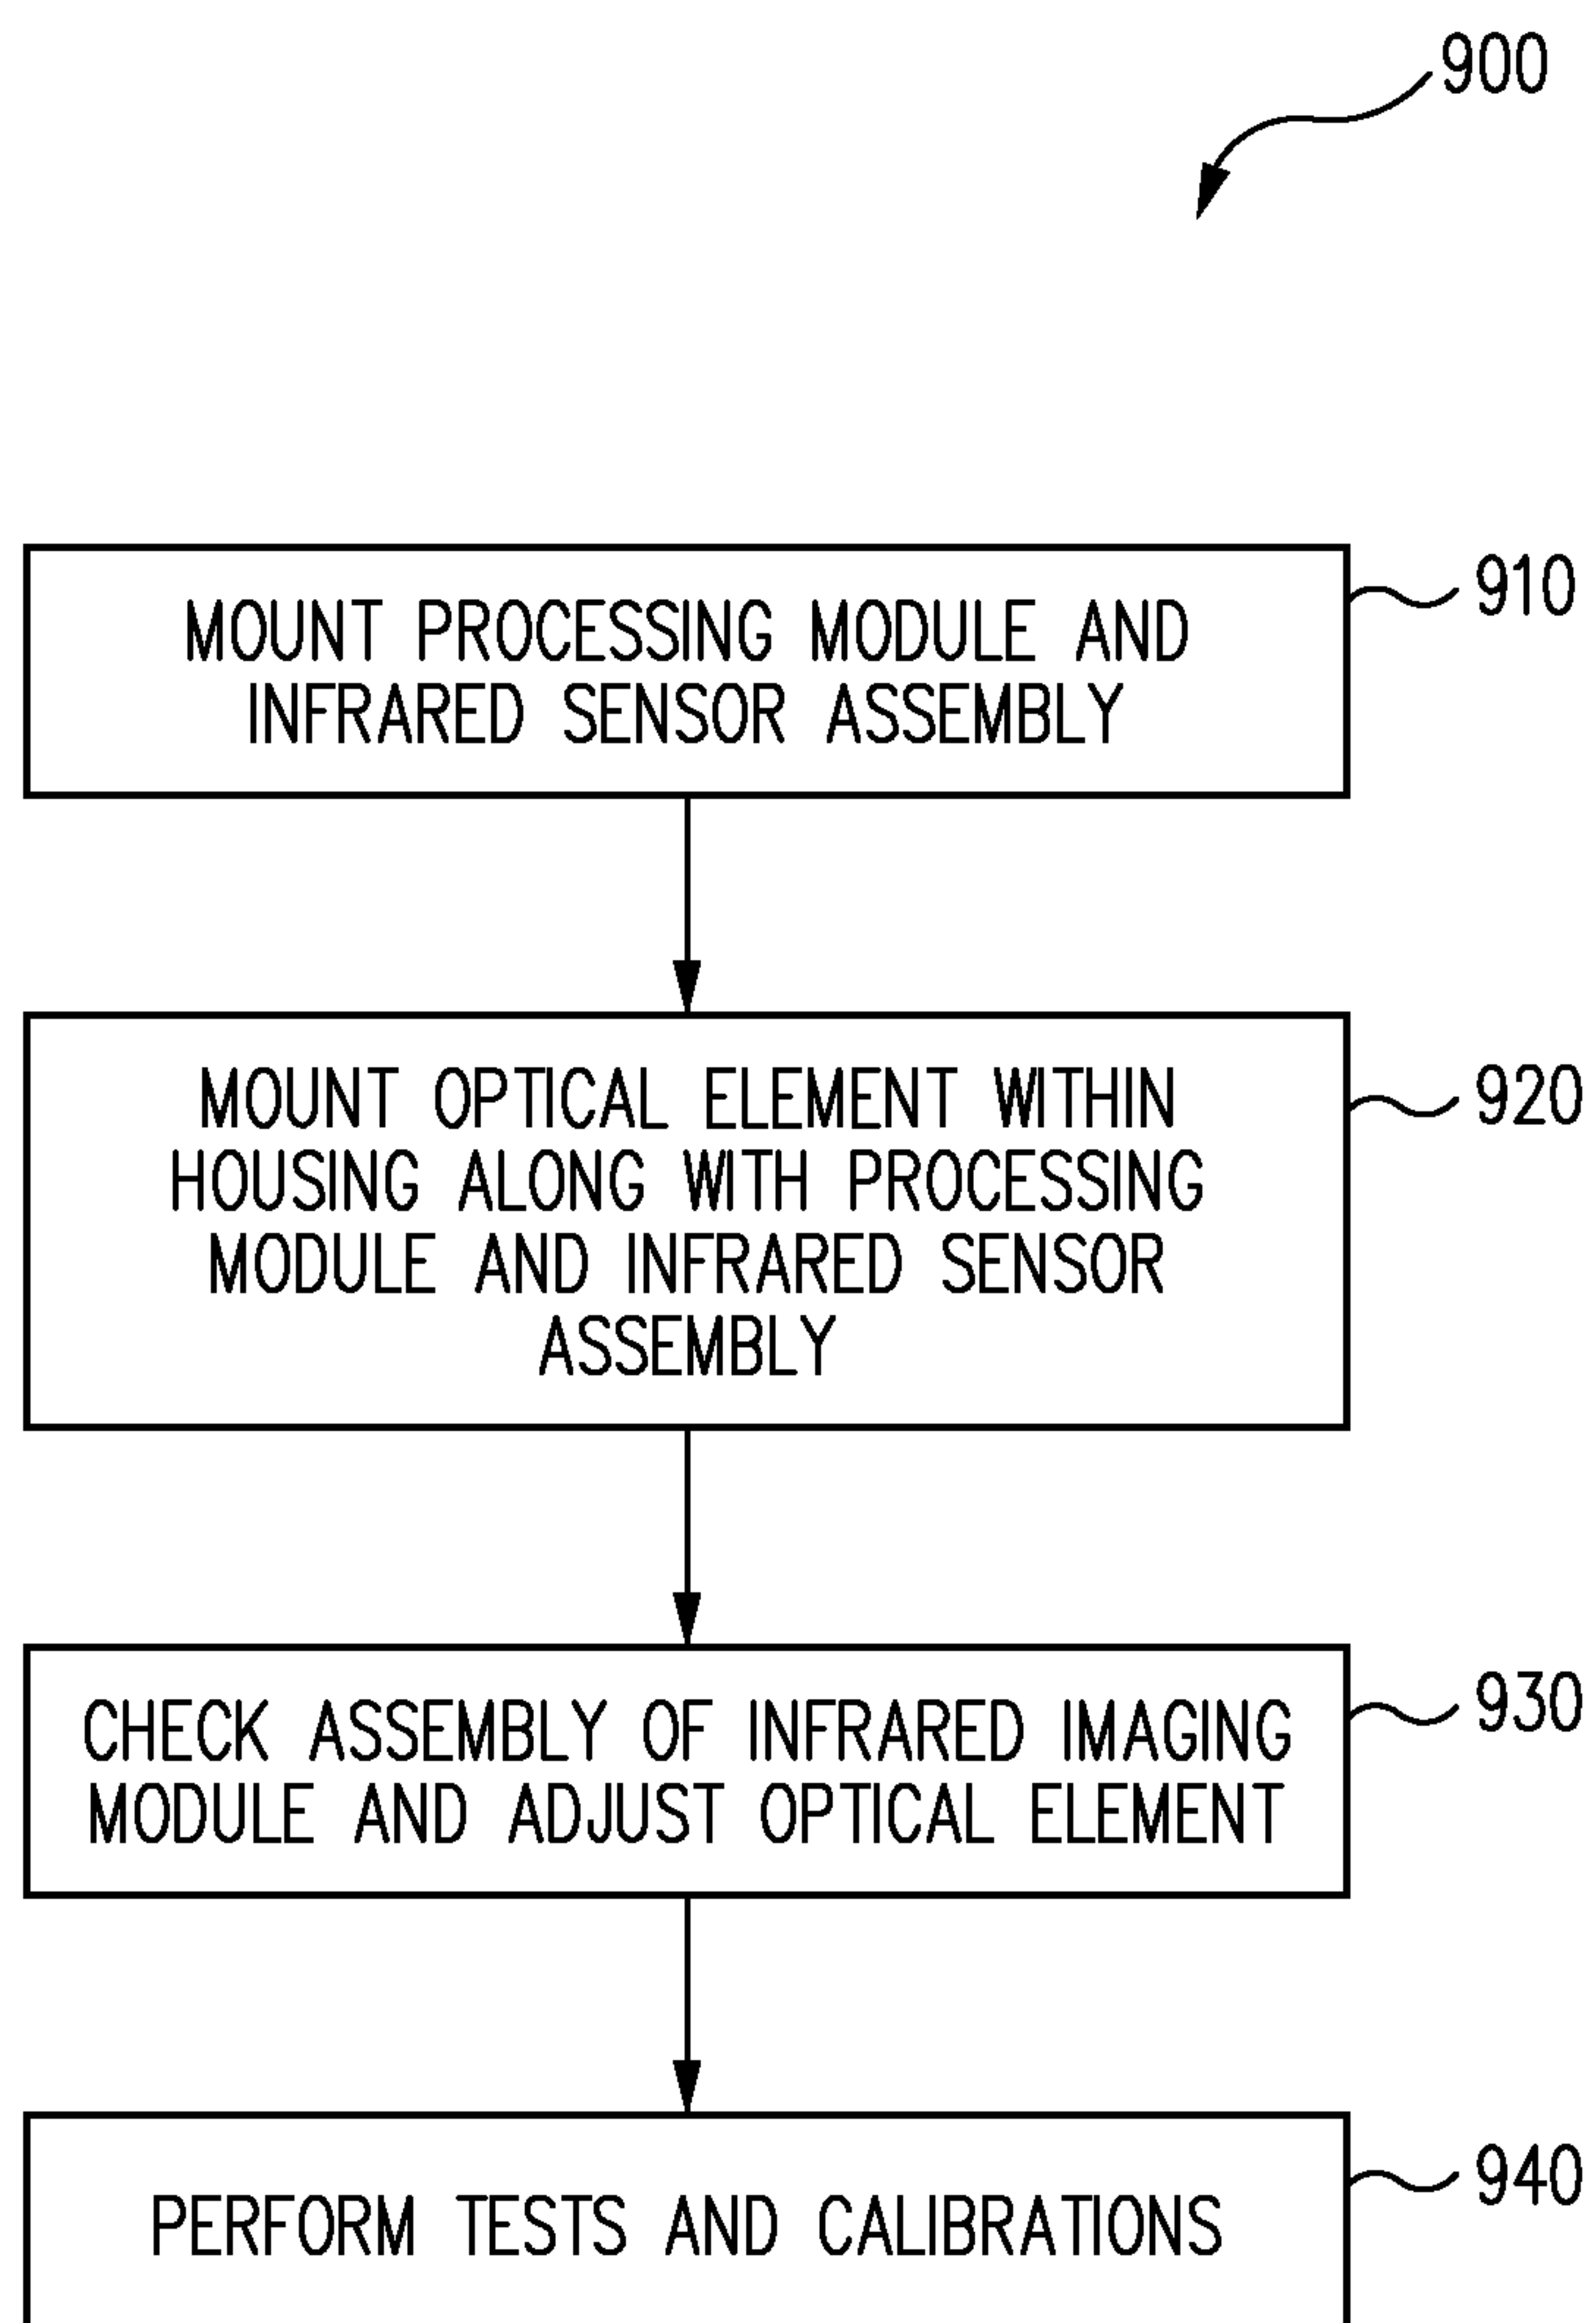 900
MOUNT PROCESSING MODULE AND
INFRARED SENSOR ASSEMBLY
910
MOUNT OPTICAL ELEMENT WITHIN
HOUSING ALONG WITH PROCESSING
MODULE AND INFRARED SENSOR
ASSEMBLY
920
CHECK ASSEMBLY OF INFRARED IMAGING
MODULE AND ADJUST OPTICAL ELEMENT
930
PERFORM TESTS AND CALIBRATIONS
940